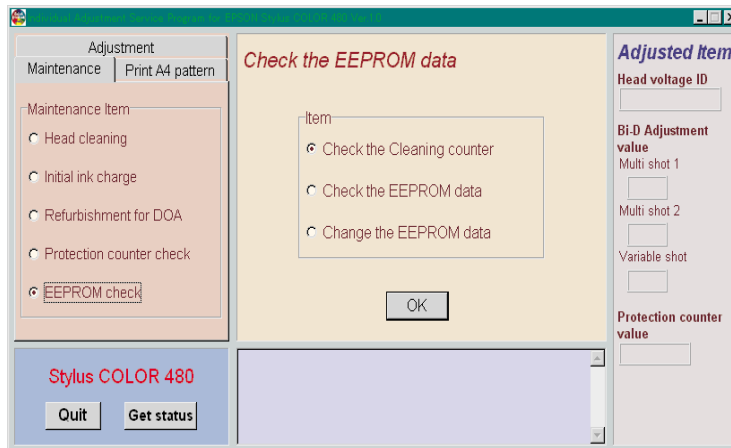 Individual Adjustment Service Program for EPSON Stylus COLOR 480 Ver.1.0
Adjustment
Maintenance
Print A4 pattern
Maintenance Item
Head cleaning
Initial ink charge
Refurbishment for DOA
Protection counter check
EEPROM check
Check the EEPROM data
Item
Check the Cleaning counter
Check the EEPROM data
Change the EEPROM data
OK
Adjusted Item
Head voltage ID
Bi-D Adjustment
value
Multi shot 1
Multi shot 2
Variable shot
Protection counter
value
Stylus COLOR 480
Quit
Get status